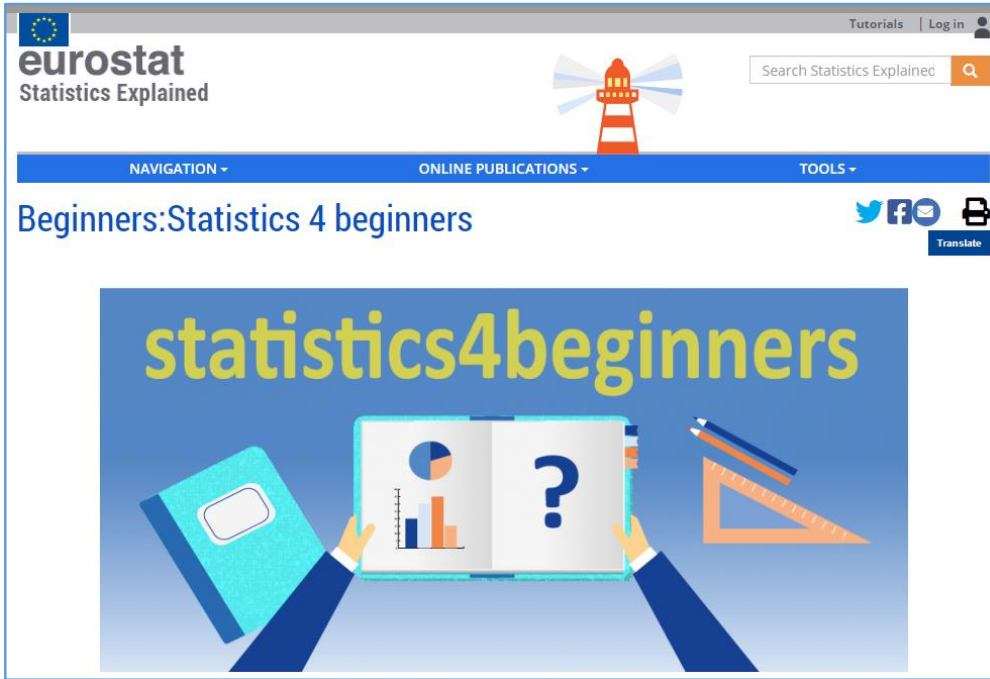 Tutorials | Log in
eurostat
Statistics Explained
Search Statistics Explained
NAVIGATION
ONLINE PUBLICATIONS
TOOLS
Beginners:Statistics 4 beginners
Translate
statistics4beginners
?